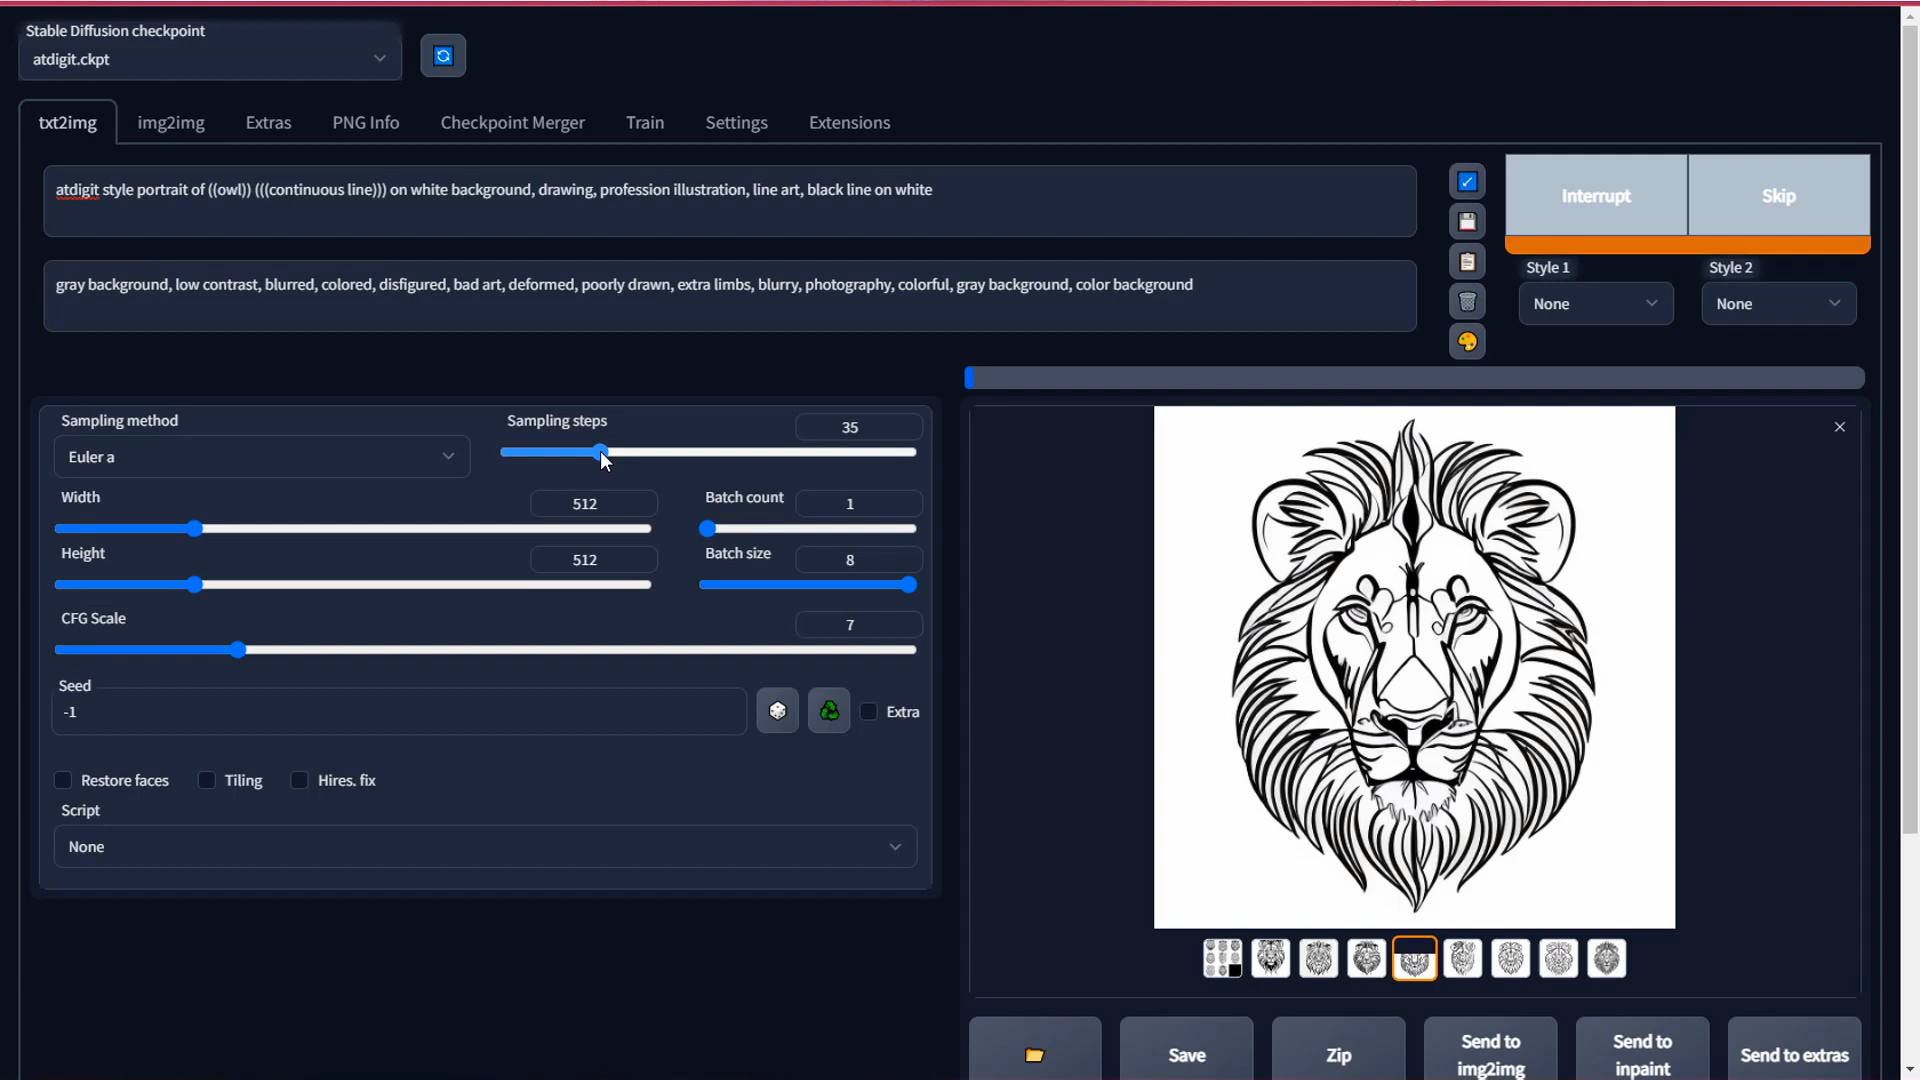 Stable Diffusion checkpoint
atdigit.ckpt
txt2img
img2img
Extras
PNG Info
Checkpoint Merger
Train
Settings
Extensions
atdigit style portrait of ((owl)) (((continuous line))) on white background, drawing, profession illustration, line art, black line on white
gray background, low contrast, blurred, colored, disfigured, bad art, deformed, poorly drawn, extra limbs, blurry, photography, colorful, gray background, color background
Interrupt
Skip
Style 1
None
Style 2
None
Sampling method
Euler a
Sampling steps
35
Width
512
Batch count
1
Height
512
Batch size
8
CFG Scale
7
Seed
-1
Extra
Restore faces
Tiling
Hires. fix
Script
None
Save
Zip
Send to
img2img
Send to
inpaint
Send to extras